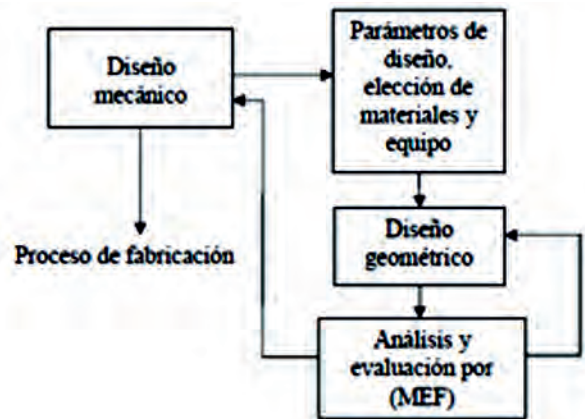 Diseño
mecánico
Parámetros de
diseño,
elección de
materiales y
equipo
Proceso de fabricación
Diseño
geométrico
Análisis y
evaluación por
(MEF)